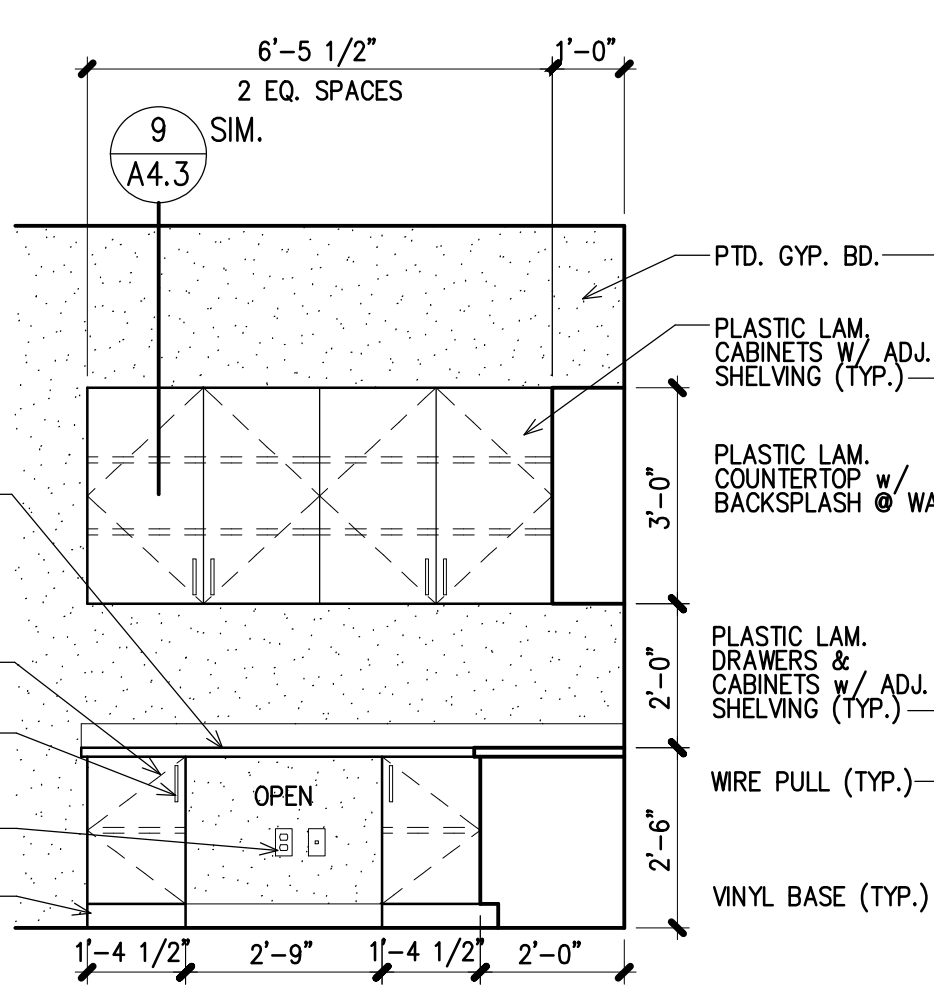 6'-5 1/2" 1'-0"
2 EQ. SPACES
9 SIM.
A4.3
PTD. GYP. BD.
PLASTIC LAM.
CABINETS W/ ADJ.
SHELVING (TYP.)
PLASTIC LAM.
COUNTERTOP w/
BACKSPLASH @ WA
3'-0"
PLASTIC LAM.
DRAWERS &
CABINETS w/ ADJ.
SHELVING (TYP.)
2'-0"
WIRE PULL (TYP.)
OPEN
2'-6"
VINYL BASE (TYP.)
1'-4 1/2" 2'-9" 1'-4 1/2" 2'-0"